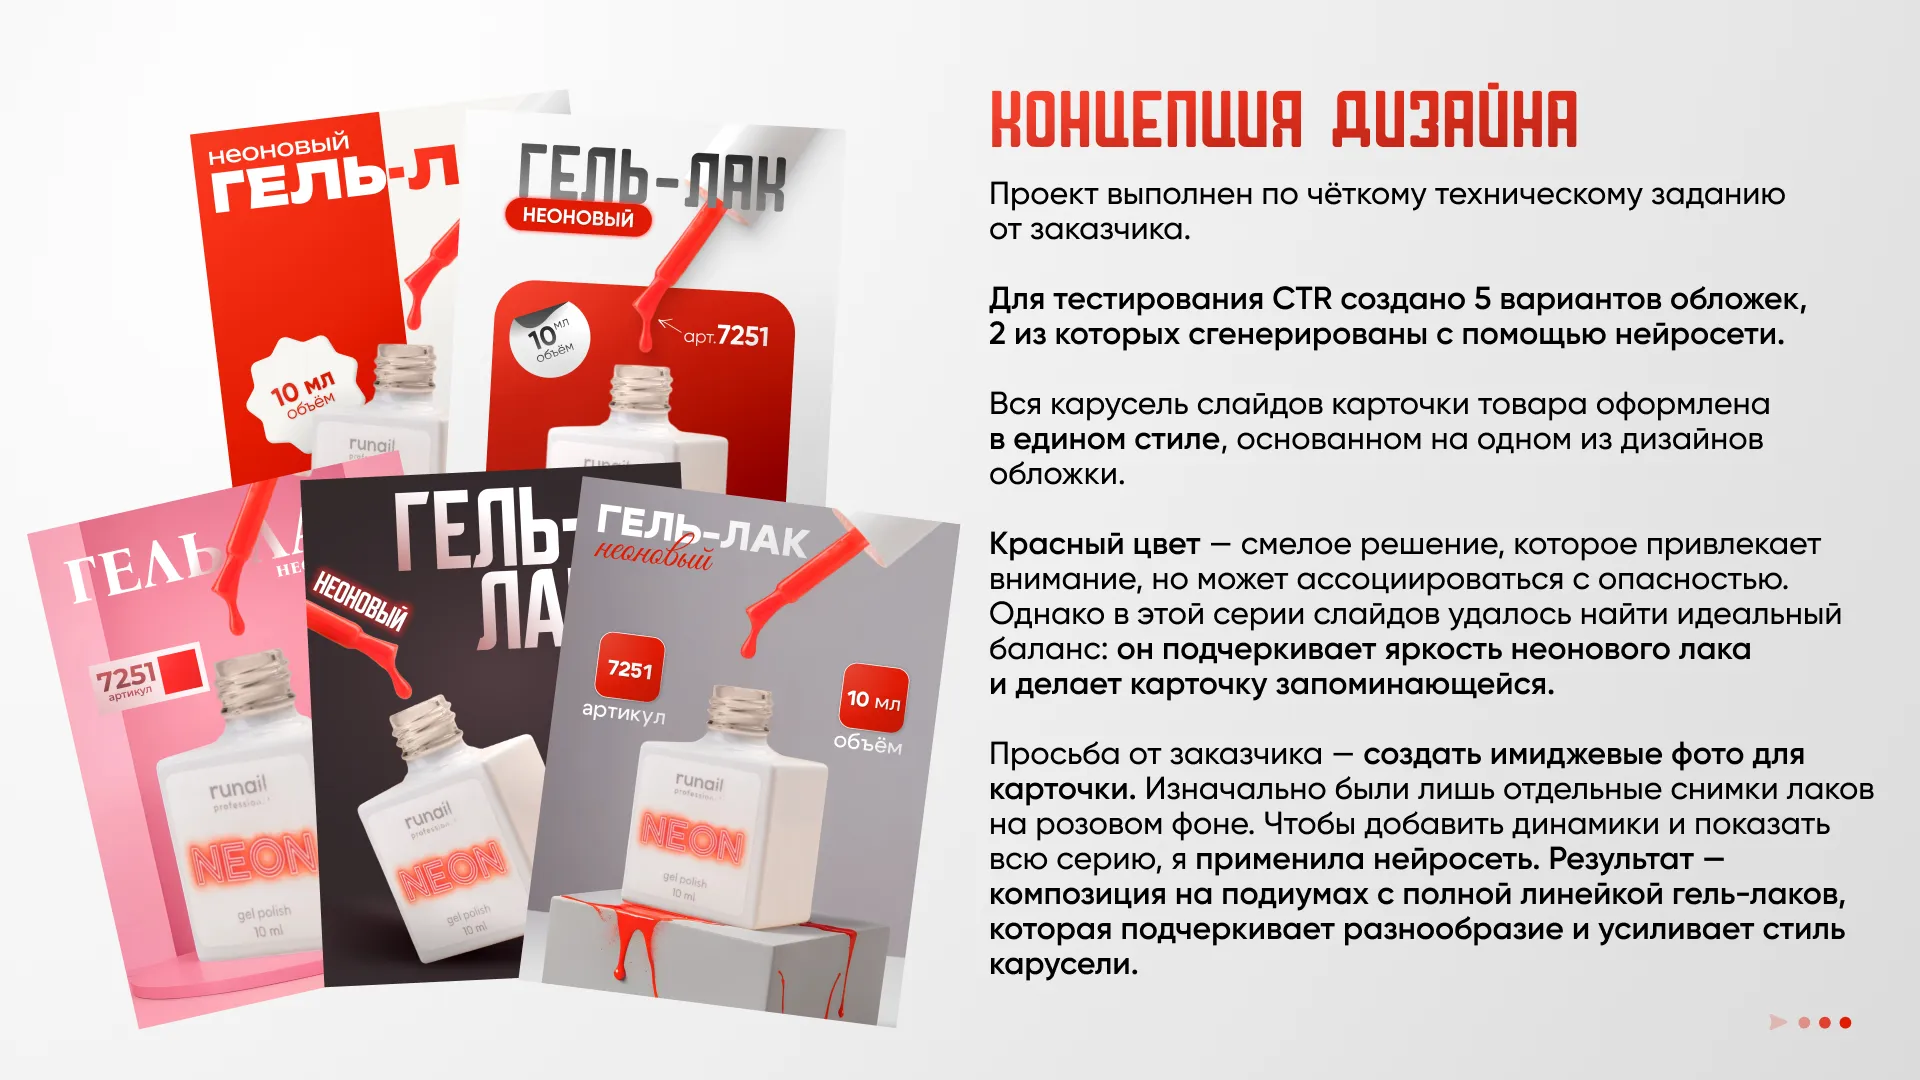 КОНЦЕПЦИЯ ДИЗАЙНА
Проект выполнен по чёткому техническому заданию
от заказчика.
Для тестирования CTR создано 5 вариантов обложек,
2 из которых сгенерированы с помощью нейросети.
Вся карусель слайдов карточки товара оформлена
в едином стиле, основанном на одном из дизайнов
обложки.
Красный цвет — смелое решение, которое привлекает
внимание, но может ассоциироваться с опасностью.
Однако в этой серии слайдов удалось найти идеальный
баланс: он подчеркивает яркость неонового лака
и делает карточку запоминающейся.
Просьба от заказчика — создать имиджевые фото для
карточки. Изначально были лишь отдельные снимки лаков
на розовом фоне. Чтобы добавить динамики и показать
всю серию, я применила нейросеть. Результат —
композиция на подиумах с полной линейкой гель-лаков,
которая подчеркивает разнообразие и усиливает стиль
карусели.
неоновый
ГЕЛЬ-Л
10 мл
объём
runail
ГЕЛЬ-ЛАК
НЕОНОВЫЙ
10 мл
объём
арт.7251
runail
ГЕЛЬ ЛА
НЕ
7251
артикул
runail
professional
NEON
gel polish
10 ml
ГЕЛЬ-
ЛА
НЕОНОВЫЙ
runail
professional
NEON
gel polish
10 ml
ГЕЛЬ-ЛАК
неоновый
7251
артикул
10 мл
объём
runail
professional
NEON
gel polish
10 ml